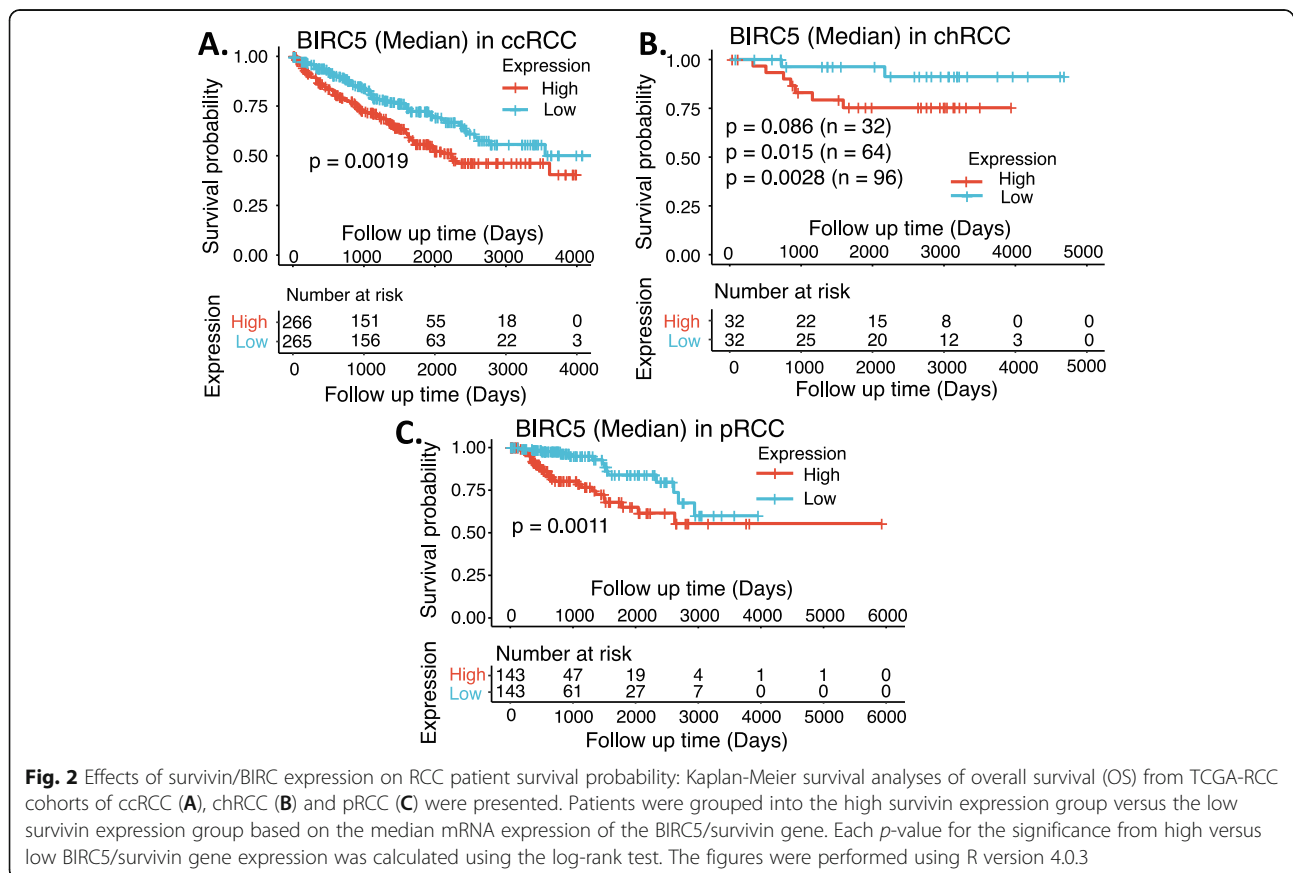 A.
BIRC5 (Median) in ccRCC
Survival probability
1.00
0.75
0.50
0.25
0.00
Expression
High
Low
p = 0.0019
Follow up time (Days)
0 1000 2000 3000 4000
Expression
Number at risk
High 266 151 55 18 0
Low 265 156 63 22 3
0 1000 2000 3000 4000
Follow up time (Days)
B.
BIRC5 (Median) in chRCC
Survival probability
1.00
0.75
0.50
0.25
0.00
p = 0.086 (n = 32)
p = 0.015 (n = 64)
p = 0.0028 (n = 96)
Expression
High
Low
Follow up time (Days)
0 1000 2000 3000 4000 5000
Expression
Number at risk
High 32 22 15 8 0 0
Low 32 25 20 12 3 0
0 1000 2000 3000 4000 5000
Follow up time (Days)
C.
BIRC5 (Median) in pRCC
Survival probability
1.00
0.75
0.50
0.25
0.00
Expression
High
Low
p = 0.0011
Follow up time (Days)
0 1000 2000 3000 4000 5000 6000
Expression
Number at risk
High 143 47 19 4 1 1 0
Low 143 61 27 7 0 0 0
0 1000 2000 3000 4000 5000 6000
Follow up time (Days)
Fig. 2 Effects of survivin/BIRC expression on RCC patient survival probability: Kaplan-Meier survival analyses of overall survival (OS) from TCGA-RCC
cohorts of ccRCC (A), chRCC (B) and pRCC (C) were presented. Patients were grouped into the high survivin expression group versus the low
survivin expression group based on the median mRNA expression of the BIRC5/survivin gene. Each p-value for the significance from high versus
low BIRC5/survivin gene expression was calculated using the log-rank test. The figures were performed using R version 4.0.3